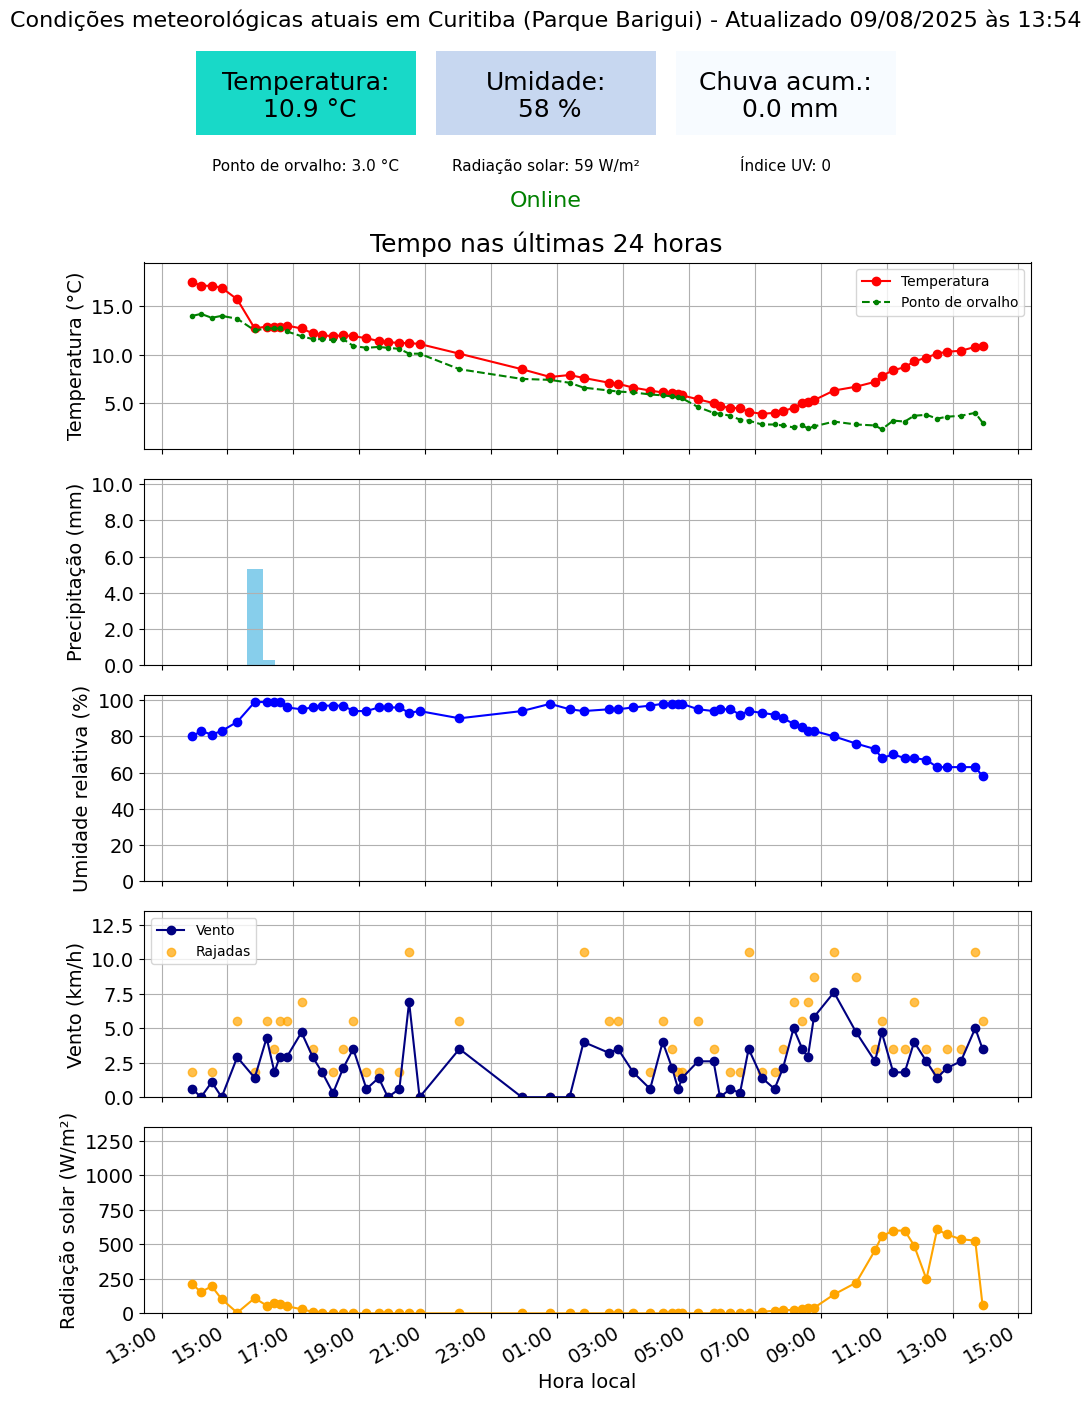 Condições meteorológicas atuais em Curitiba (Parque Barigui) - Atualizado 09/08/2025 às 13:54
Temperatura:
10.9 °C
Umidade:
58 %
Chuva acum.:
0.0 mm
Ponto de orvalho: 3.0 °C
Radiação solar: 59 W/m²
Índice UV: 0
Online
Tempo nas últimas 24 horas
Temperatura (°C)
15.0
10.0
5.0
Temperatura
Ponto de orvalho
Precipitação (mm)
10.0
8.0
6.0
4.0
2.0
0.0
Umidade relativa (%)
100
80
60
40
20
0
Vento (km/h)
12.5
10.0
7.5
5.0
2.5
0.0
Vento
Rajadas
Radiação solar (W/m²)
1250
1000
750
500
250
0
13:00
15:00
17:00
19:00
21:00
23:00
01:00
03:00
05:00
07:00
09:00
11:00
13:00
15:00
Hora local